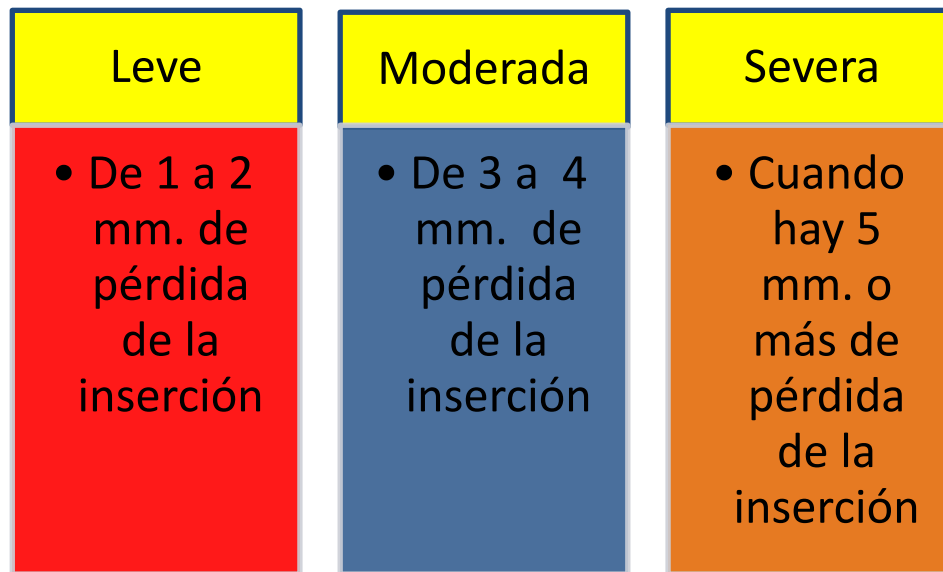 Leve
• De 1 a 2
mm. de
pérdida
de la
inserción
Moderada
• De 3 a 4
mm. de
pérdida
de la
inserción
Severa
• Cuando
hay 5
mm. o
más de
pérdida
de la
inserción